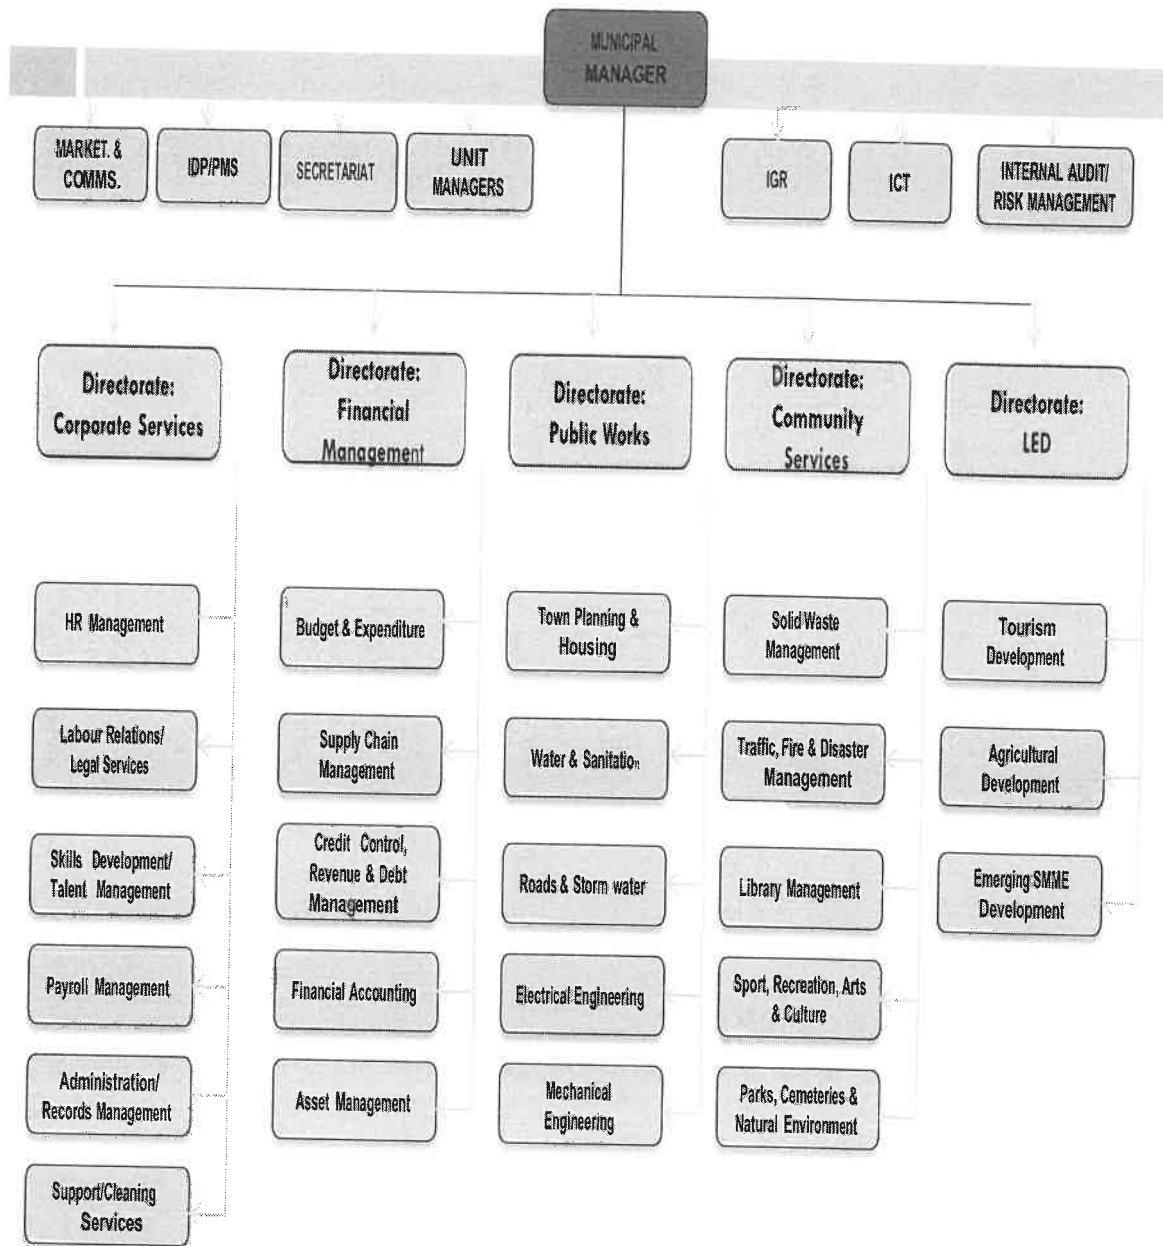 MUNICIPAL
MANAGER
MARKET. &
COMMS.
IDP/PMS
SECRETARIAT
UNIT
MANAGERS
IGR
ICT
INTERNAL AUDIT/
RISK MANAGEMENT
Directorate:
Corporate Services
Directorate:
Financial
Management
Directorate:
Public Works
Directorate:
Community
Services
Directorate:
LED
HR Management
Labour Relations/
Legal Services
Skills Development/
Talent Management
Payroll Management
Administration/
Records Management
Support/Cleaning
Services
Budget & Expenditure
Supply Chain
Management
Credit Control,
Revenue & Debt
Management
Financial Accounting
Asset Management
Town Planning &
Housing
Water & Sanitation
Roads & Storm water
Electrical Engineering
Mechanical
Engineering
Solid Waste
Management
Traffic, Fire & Disaster
Management
Library Management
Sport, Recreation, Arts
& Culture
Parks, Cemeteries &
Natural Environment
Tourism
Development
Agricultural
Development
Emerging SMME
Development